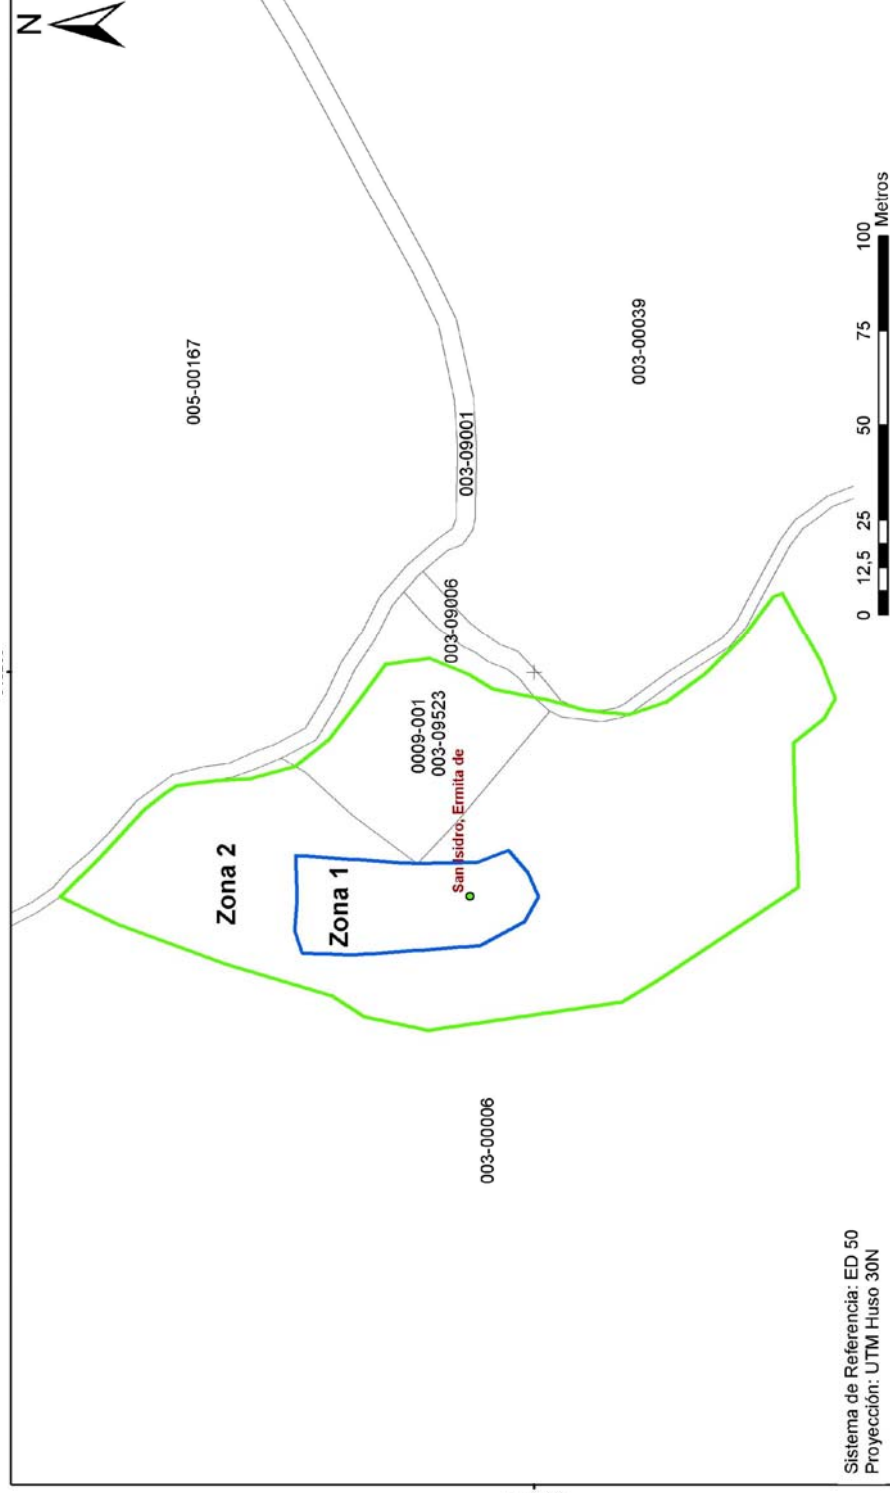 N
005-00167
003-00039
003-09001
003-09006
0009-001
003-09523
San Isidro, Ermita de
Zona 2
Zona 1
003-00006
0 12,5 25 50 75 100
Metros
Sistema de Referencia: ED 50
Proyección: UTM Huso 30N